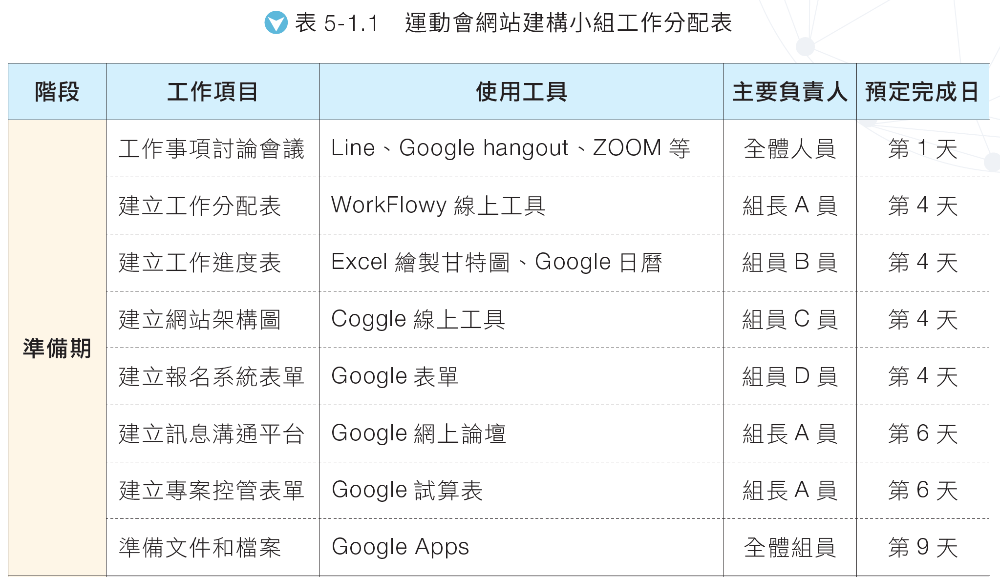 表 5-1.1 運動會網站建構小組工作分配表
階段 工作項目 使用工具 主要負責人 預定完成日
工作事項討論會議 Line、Google hangout、ZOOM 等 全體人員 第 1 天
建立工作分配表 WorkFlowy 線上工具 組長 A 員 第 4 天
建立工作進度表 Excel 繪製甘特圖、Google 日曆 組員 B 員 第 4 天
建立網站架構圖 Coggle 線上工具 組員 C 員 第 4 天
準備期
建立報名系統表單 Google 表單 組員 D 員 第 4 天
建立訊息溝通平台 Google 網上論壇 組長 A 員 第 6 天
建立專案控管表單 Google 試算表 組長 A 員 第 6 天
準備文件和檔案 Google Apps 全體組員 第 9 天